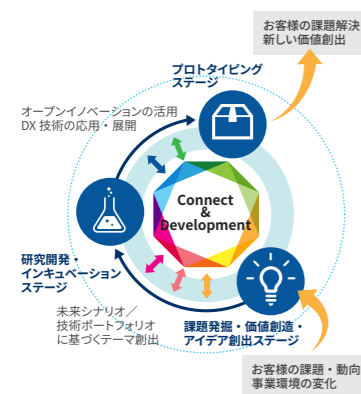 お客様の課題解決
新しい価値創出
プロトタイピング
ステージ
オープンイノベーションの活用
DX 技術の応用・展開
Connect
&
Development
研究開発・
インキュベーション
ステージ
未来シナリオ／
技術ポートフォリオ
に基づくテーマ創出
課題発掘・価値創造・
アイデア創出ステージ
お客様の課題・動向
事業環境の変化